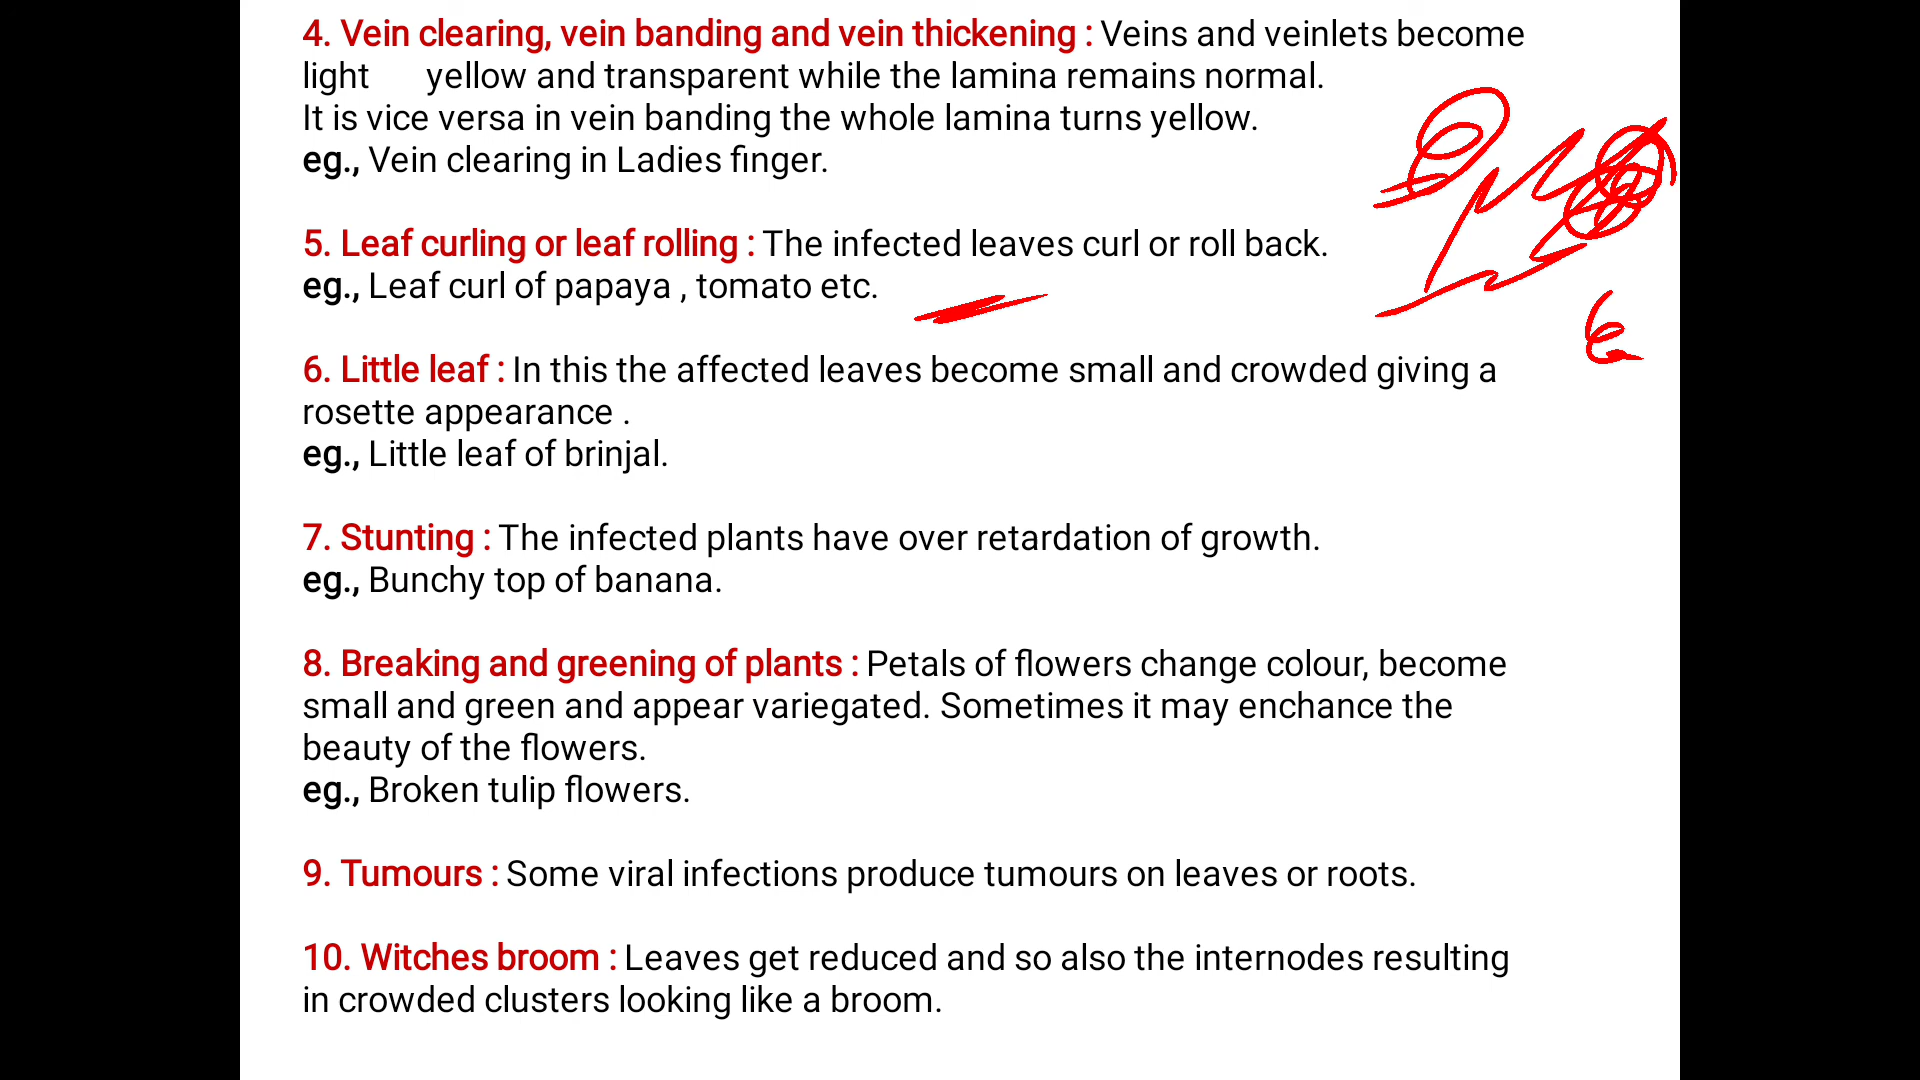 4. Vein clearing, vein banding and vein thickening : Veins and veinlets become
light yellow and transparent while the lamina remains normal.
It is vice versa in vein banding the whole lamina turns yellow.
eg., Vein clearing in Ladies finger.
5. Leaf curling or leaf rolling : The infected leaves curl or roll back.
eg., Leaf curl of papaya , tomato etc.
6. Little leaf : In this the affected leaves become small and crowded giving a
rosette appearance .
eg., Little leaf of brinjal.
7. Stunting : The infected plants have over retardation of growth.
eg., Bunchy top of banana.
8. Breaking and greening of plants : Petals of flowers change colour, become
small and green and appear variegated. Sometimes it may enchance the
beauty of the flowers.
eg., Broken tulip flowers.
9. Tumours : Some viral infections produce tumours on leaves or roots.
10. Witches broom : Leaves get reduced and so also the internodes resulting
in crowded clusters looking like a broom.